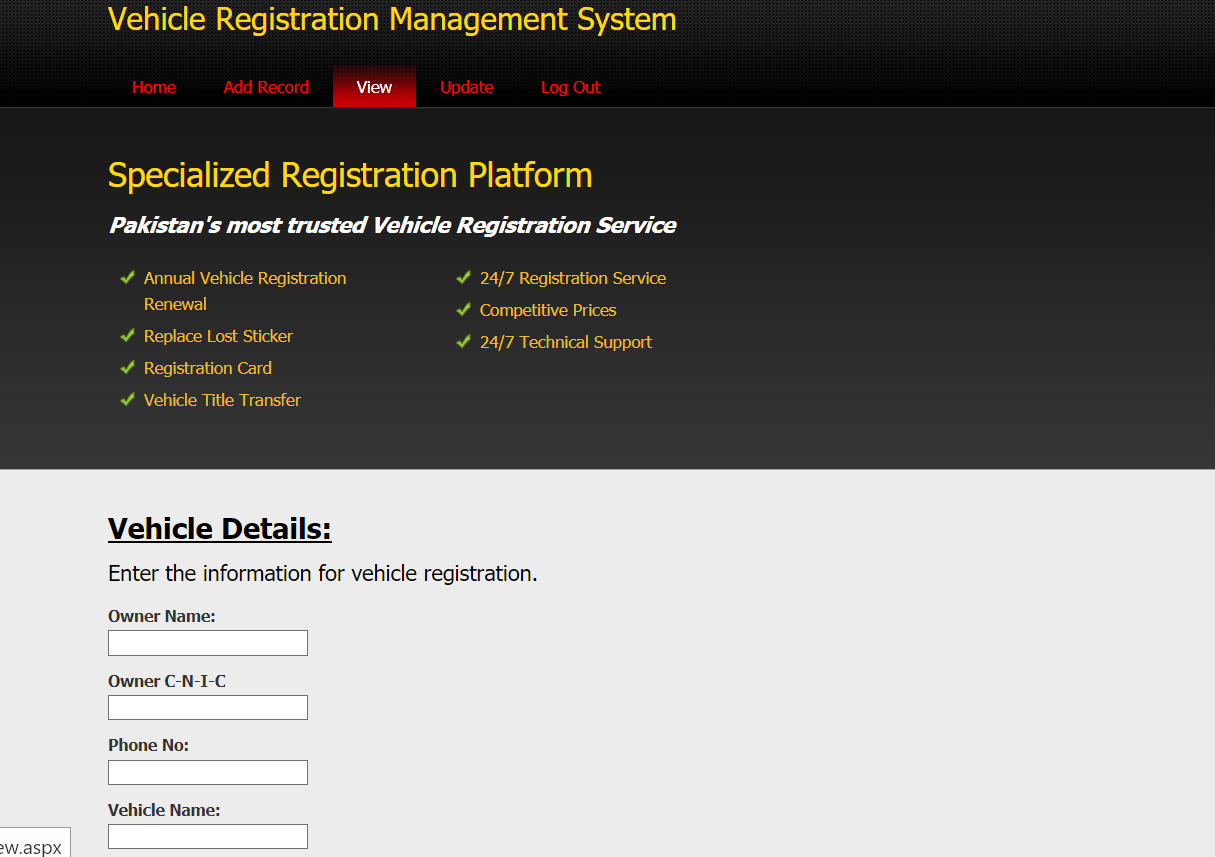 Vehicle Registration Management System
Home Add Record View Update Log Out
Specialized Registration Platform
Pakistan's most trusted Vehicle Registration Service
Annual Vehicle Registration
Renewal
Replace Lost Sticker
Registration Card
Vehicle Title Transfer
24/7 Registration Service
Competitive Prices
24/7 Technical Support
Vehicle Details:
Enter the information for vehicle registration.
Owner Name:
Owner C-N-I-C
Phone No:
Vehicle Name:
ew.aspx